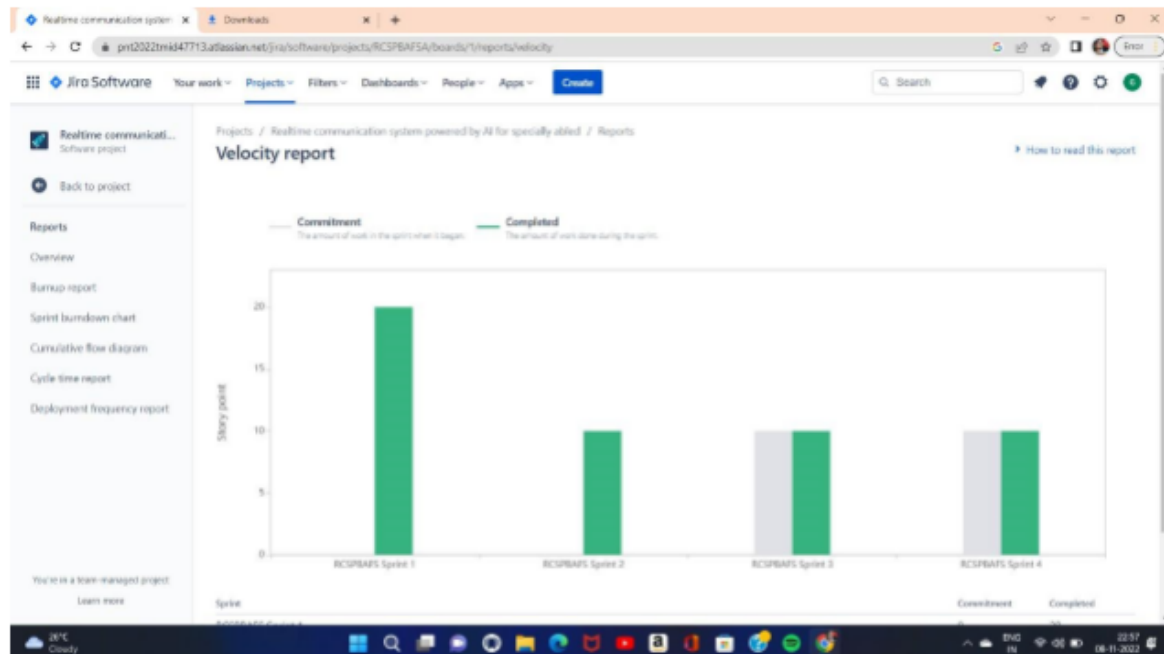 Realtime communication system
Downloads
pnt2022tmid47713.atlassian.net/jira/software/projects/RCSPBAFSA/boards/1/reports/velocity
Error
Jira Software Your work Projects Filters Dashboards People Apps Create
Search
Realtime communicati...
Software project
Back to project
Reports
Overview
Burnup report
Sprint burndown chart
Cumulative flow diagram
Cycle time report
Deployment frequency report
You're in a team-managed project
Learn more
Projects / Realtime communication system powered by AI for specially abled / Reports
Velocity report
How to read this report
Commitment
The amount of work in the sprint when it began.
Completed
The amount of work done during the sprint.
Story point
20
15
10
5
0
RCSPBAFS Sprint 1
RCSPBAFS Sprint 2
RCSPBAFS Sprint 3
RCSPBAFS Sprint 4
Sprint Commitment Completed
26°C
Cloudy
ENG
IN
22:57
08-11-2022